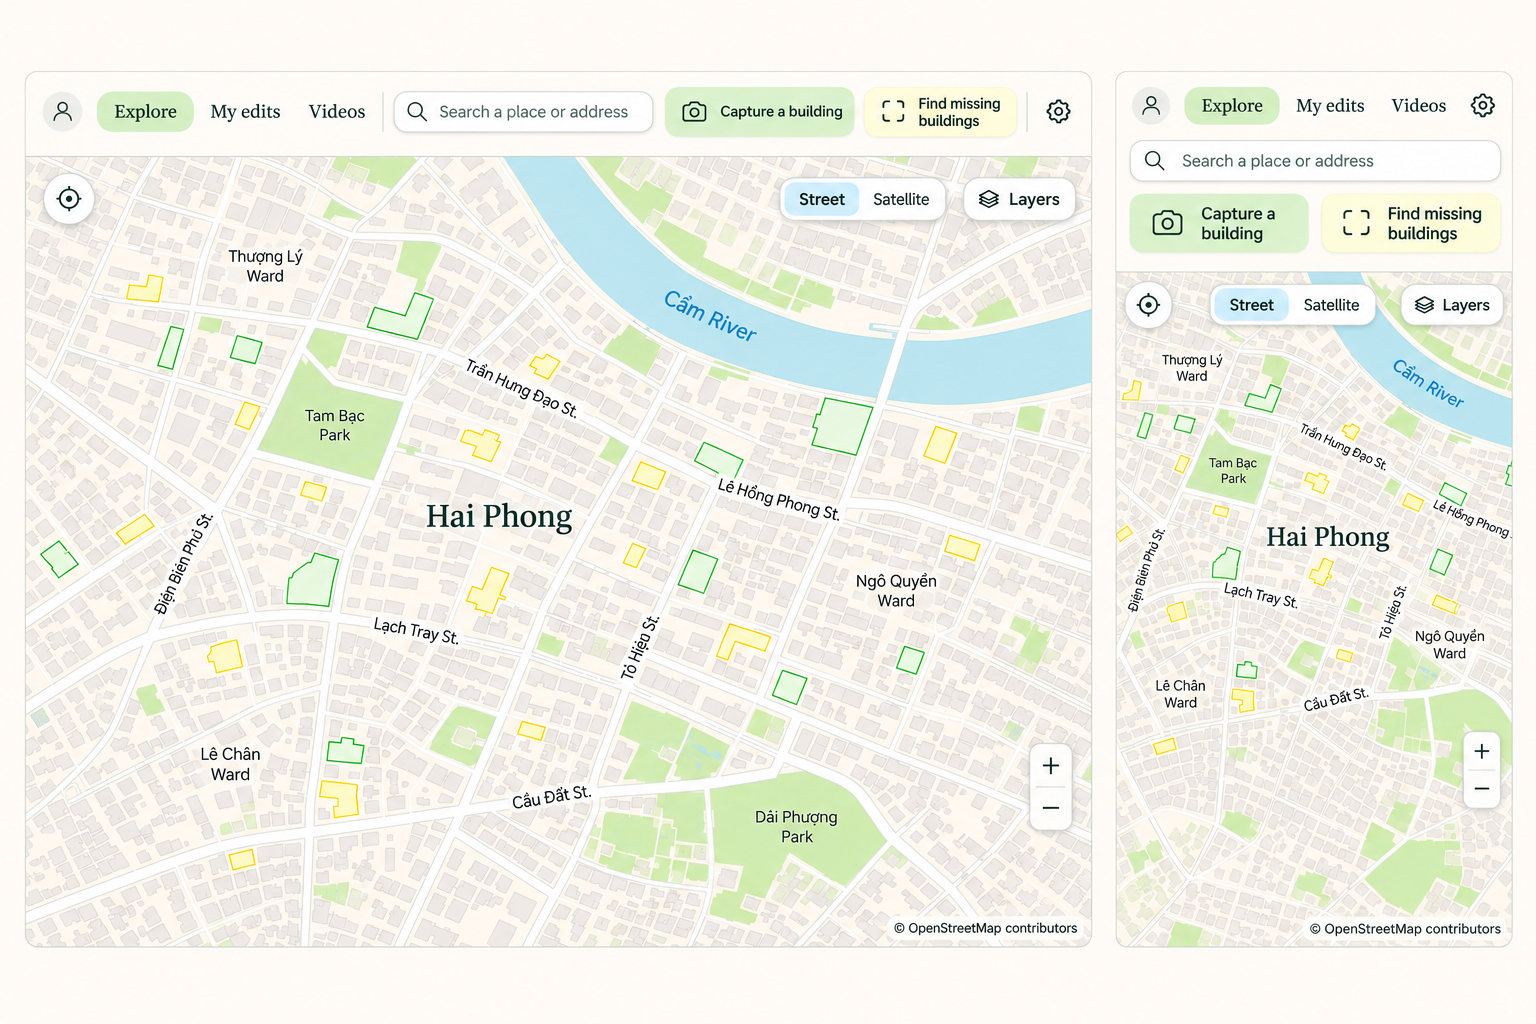 Explore
My edits
Videos
Search a place or address
Capture a building
Find missing
buildings
Street
Satellite
Layers
Thượng Lý
Ward
Cẩm River
Trần Hưng Đạo St.
Tam Bạc
Park
Lê Hồng Phong St.
Hai Phong
Điện Biên Phủ St.
Ngô Quyền
Ward
Lạch Tray St.
Tô Hiệu St.
Lê Chân
Ward
Cầu Đất St.
Dải Phượng
Park
+
−
© OpenStreetMap contributors
Explore
My edits
Videos
Search a place or address
Capture a
building
Find missing
buildings
Street
Satellite
Layers
Thượng Lý
Ward
Cẩm River
Trần Hưng Đạo St.
Tam Bạc
Park
Lê Hồng Phong
Hai Phong
Điện Biên Phủ St.
Lạch Tray St.
Tô Hiệu St.
Ngô Quyền
Ward
Lê Chân
Ward
Cầu Đất St.
+
−
© OpenStreetMap contributors